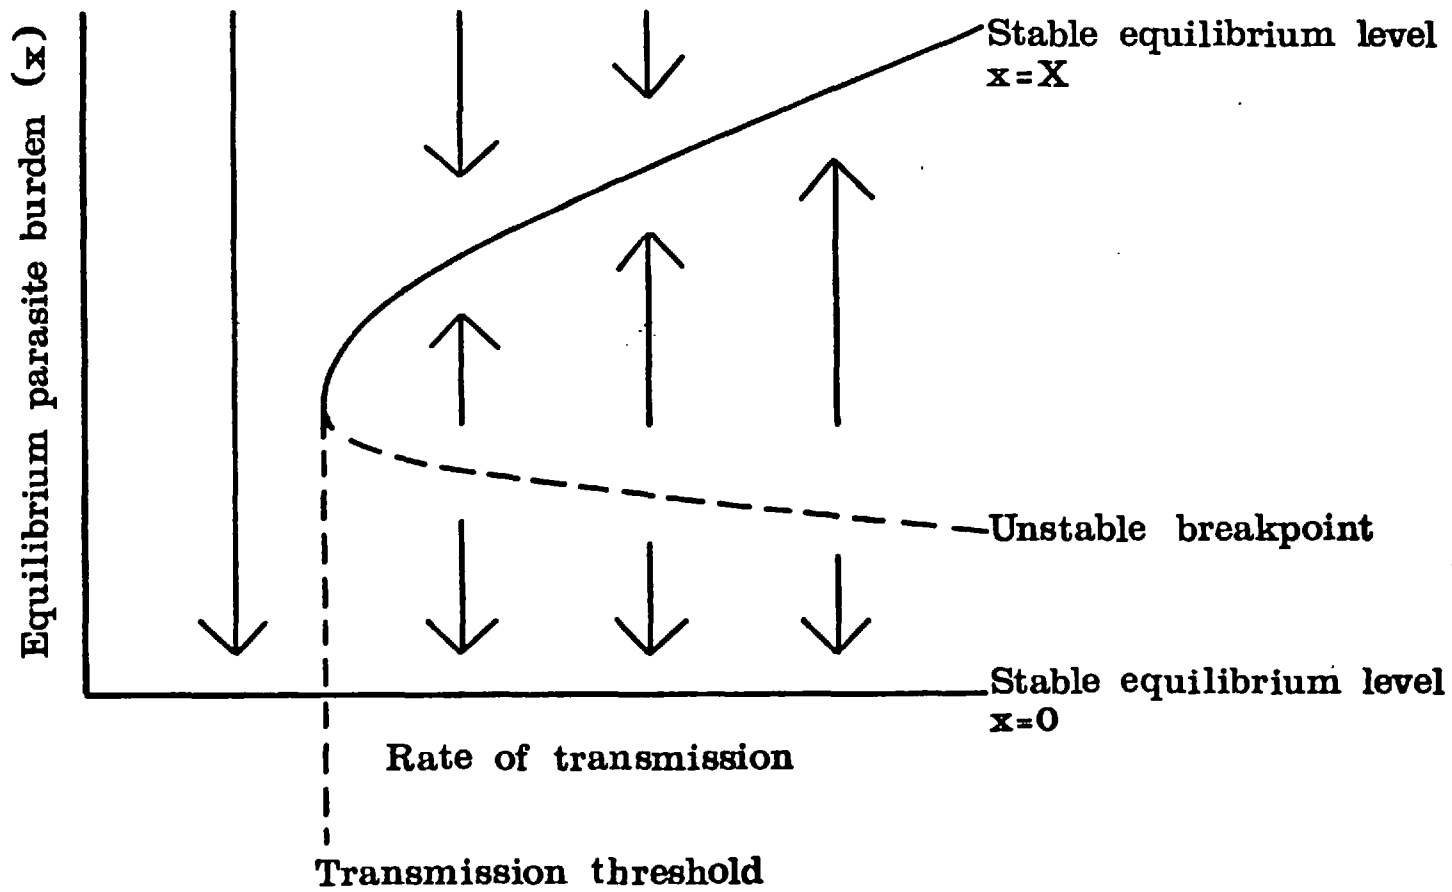 Equilibrium parasite burden (x)
Stable equilibrium level
x=X
Unstable breakpoint
Stable equilibrium level
x=0
Rate of transmission
Transmission threshold